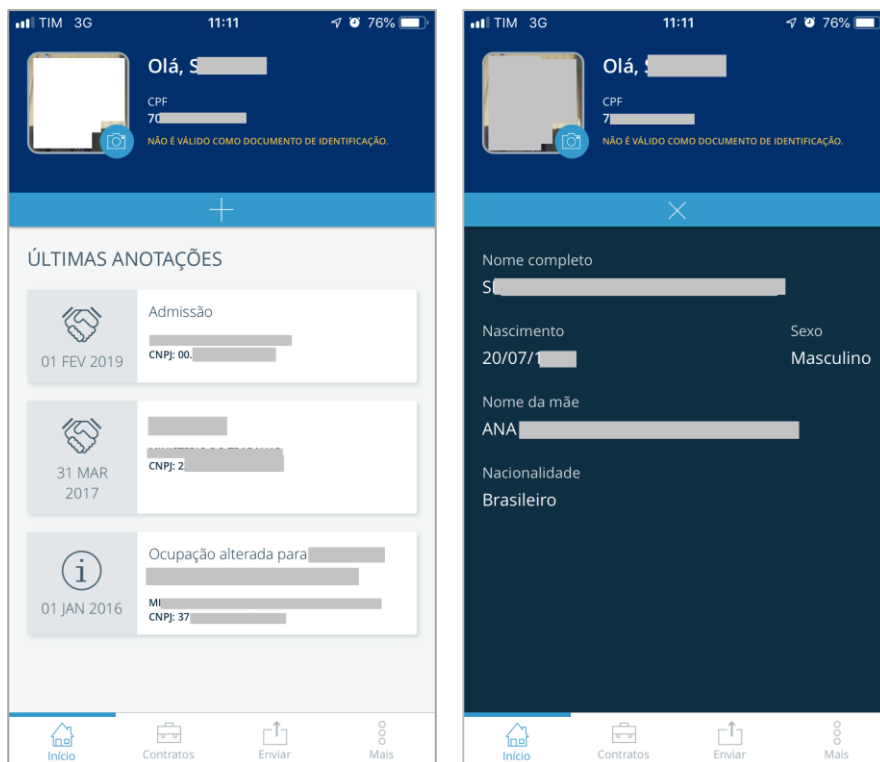 TIM 3G 11:11 76%
Olá, S
CPF
70
NÃO É VÁLIDO COMO DOCUMENTO DE IDENTIFICAÇÃO.
ÚLTIMAS ANOTAÇÕES
Admissão
CNPJ: 00.
01 FEV 2019
CNPJ: 2
31 MAR
2017
Ocupação alterada para
CNPJ: 37
01 JAN 2016
Início Contratos Enviar Mais
TIM 3G 11:11 76%
Olá,
CPF
7
NÃO É VÁLIDO COMO DOCUMENTO DE IDENTIFICAÇÃO.
Nome completo
Nascimento Sexo
20/07/1 Masculino
Nome da mãe
ANA
Nacionalidade
Brasileiro
Início Contratos Enviar Mais